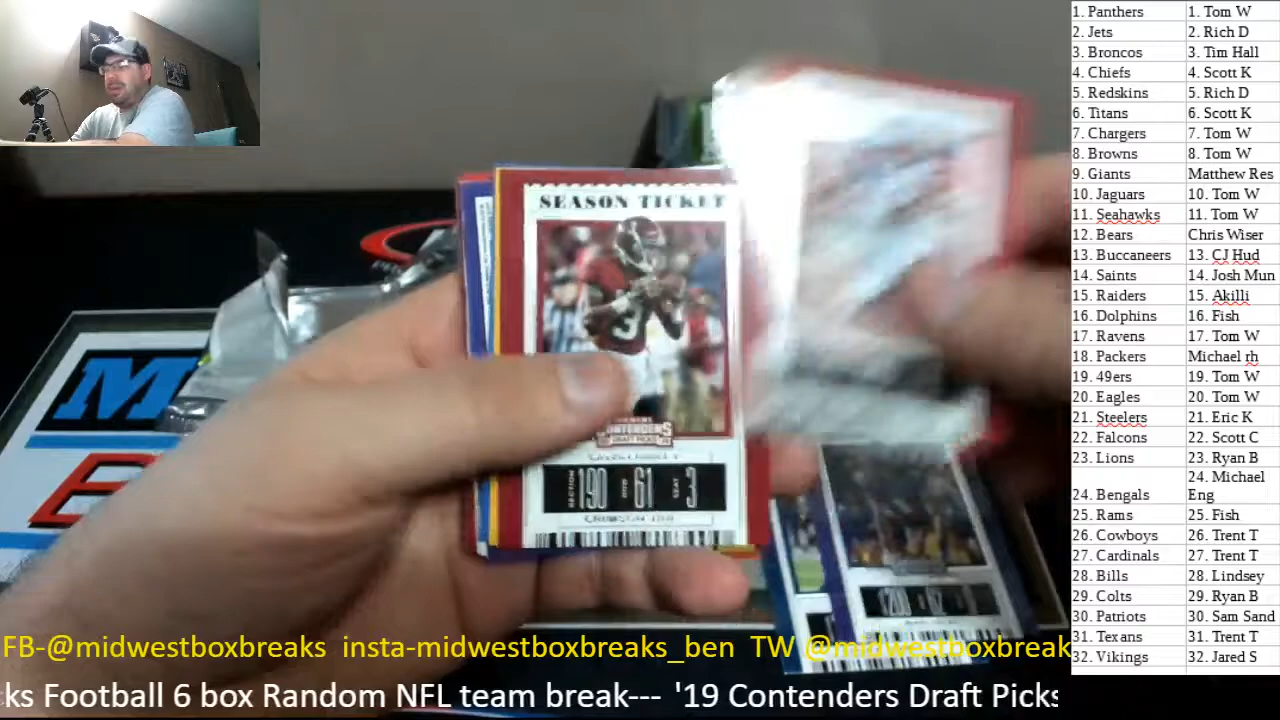 1. Panthers 1. Tom W
2. Jets 2. Rich D
3. Broncos 3. Tim Hall
4. Chiefs 4. Scott K
5. Redskins 5. Rich D
6. Titans 6. Scott K
7. Chargers 7. Tom W
8. Browns 8. Tom W
9. Giants Matthew Res
10. Jaguars 10. Tom W
11. Seahawks 11. Tom W
12. Bears Chris Wiser
13. Buccaneers 13. CJ Hud
14. Saints 14. Josh Mun
15. Raiders 15. Akilli
16. Dolphins 16. Fish
17. Ravens 17. Tom W
18. Packers Michael rh
19. 49ers 19. Tom W
20. Eagles 20. Tom W
21. Steelers 21. Eric K
22. Falcons 22. Scott C
23. Lions 23. Ryan B
24. Bengals 24. Michael Eng
25. Rams 25. Fish
26. Cowboys 26. Trent T
27. Cardinals 27. Trent T
28. Bills 28. Lindsey
29. Colts 29. Ryan B
30. Patriots 30. Sam Sand
31. Texans 31. Trent T
32. Vikings 32. Jared S
SEASON TICKET
3
CONTENDERS
DRAFT PICKS
SECTION 190 ROW 61 SEAT 3
CRIMSON TIDE
M
B
FB-@midwestboxbreaks insta-midwestboxbreaks_ben TW @midwestboxbreak
ks Football 6 box Random NFL team break--- '19 Contenders Draft Picks